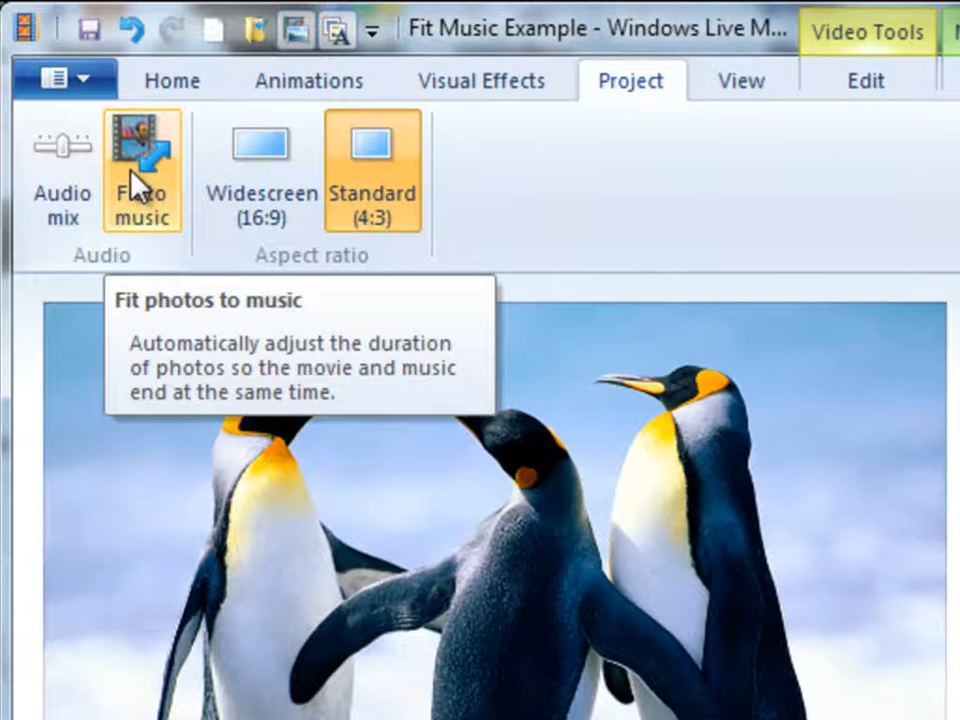 Fit Music Example - Windows Live M...
Video Tools
Home
Animations
Visual Effects
Project
View
Edit
Audio
mix
music
Widescreen
(16:9)
Standard
(4:3)
Audio
Aspect ratio
Fit photos to music
Automatically adjust the duration
of photos so the movie and music
end at the same time.